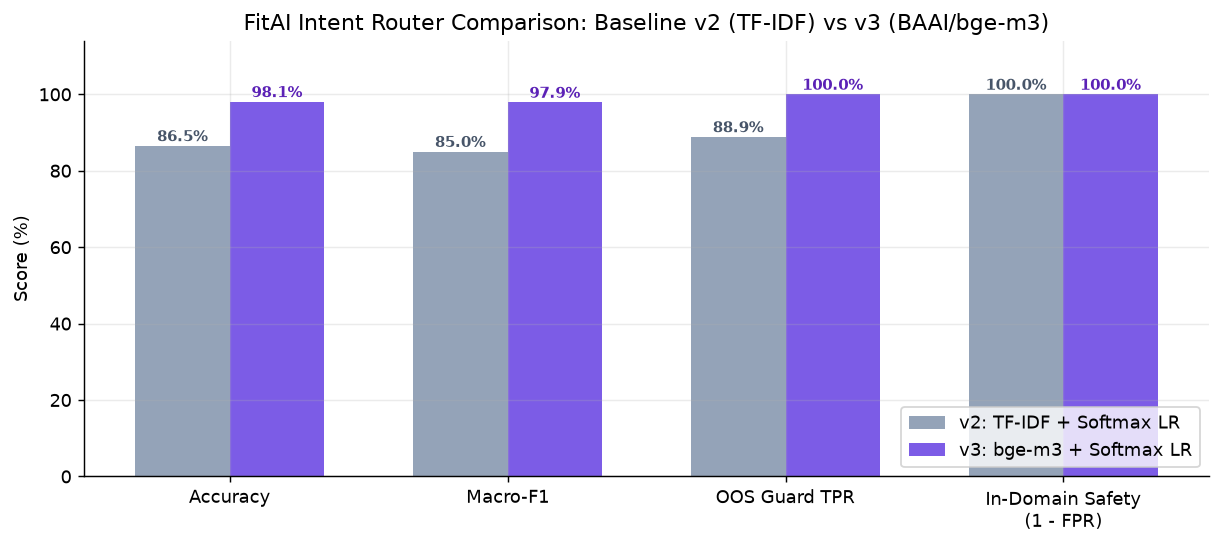 FitAI Intent Router Comparison: Baseline v2 (TF-IDF) vs v3 (BAAI/bge-m3)
Score (%)
100
80
60
40
20
0
86.5%
98.1%
85.0%
97.9%
88.9%
100.0%
100.0%
100.0%
Accuracy
Macro-F1
OOS Guard TPR
In-Domain Safety
(1 - FPR)
v2: TF-IDF + Softmax LR
v3: bge-m3 + Softmax LR